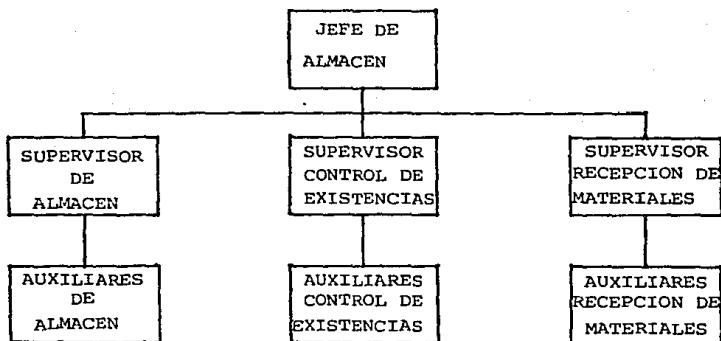 JEFE DE
ALMACEN
SUPERVISOR
DE
ALMACEN
SUPERVISOR
CONTROL DE
EXISTENCIAS
SUPERVISOR
RECEPCION DE
MATERIALES
AUXILIARES
DE
ALMACEN
AUXILIARES
CONTROL DE
EXISTENCIAS
AUXILIARES
RECEPCION DE
MATERIALES